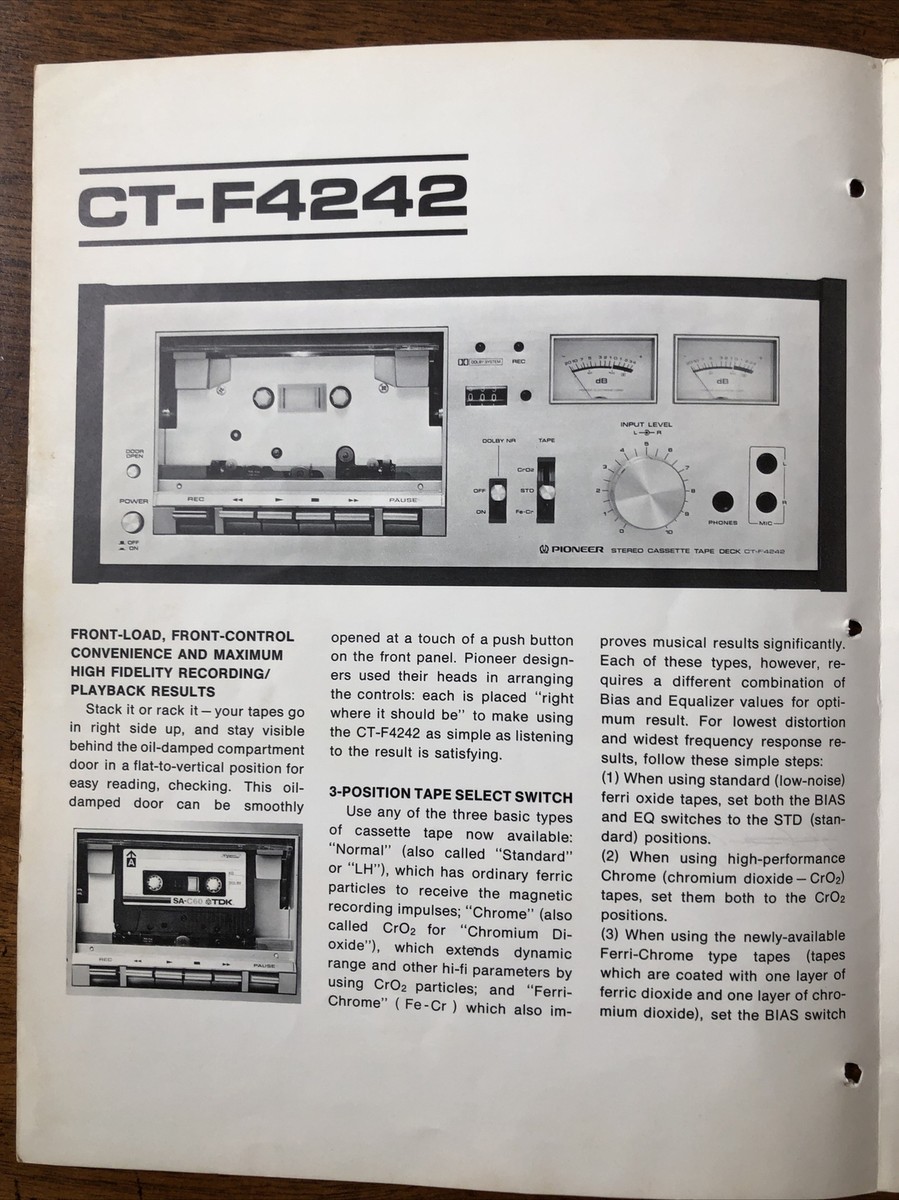 CT-F4242
DOLBY SYSTEM
REC
0 0 0
dB
dB
DOOR
OPEN
POWER
OFF
ON
REC
PAUSE
DOLBY NR
TAPE
OFF
ON
CrO2
STD
Fe-Cr
INPUT LEVEL
L R
0 1 2 3 4 5 6 7 8 9 10
PHONES
MIC
L
R
PIONEER STEREO CASSETTE TAPE DECK CT-F4242
FRONT-LOAD, FRONT-CONTROL
CONVENIENCE AND MAXIMUM
HIGH FIDELITY RECORDING/
PLAYBACK RESULTS
Stack it or rack it – your tapes go
in right side up, and stay visible
behind the oil-damped compartment
door in a flat-to-vertical position for
easy reading, checking. This oil-
damped door can be smoothly
A
SA-C60 TDK
REC
PAUSE
opened at a touch of a push button
on the front panel. Pioneer design-
ers used their heads in arranging
the controls: each is placed "right
where it should be" to make using
the CT-F4242 as simple as listening
to the result is satisfying.
3-POSITION TAPE SELECT SWITCH
Use any of the three basic types
of cassette tape now available:
"Normal" (also called "Standard"
or "LH"), which has ordinary ferric
particles to receive the magnetic
recording impulses; "Chrome" (also
called CrO2 for "Chromium Di-
oxide"), which extends dynamic
range and other hi-fi parameters by
using CrO2 particles; and "Ferri-
Chrome" ( Fe-Cr ) which also im-
proves musical results significantly.
Each of these types, however, re-
quires a different combination of
Bias and Equalizer values for opti-
mum result. For lowest distortion
and widest frequency response re-
sults, follow these simple steps:
(1) When using standard (low-noise)
ferri oxide tapes, set both the BIAS
and EQ switches to the STD (stan-
dard) positions.
(2) When using high-performance
Chrome (chromium dioxide – CrO2)
tapes, set them both to the CrO2
positions.
(3) When using the newly-available
Ferri-Chrome type tapes (tapes
which are coated with one layer of
ferric dioxide and one layer of chro-
mium dioxide), set the BIAS switch